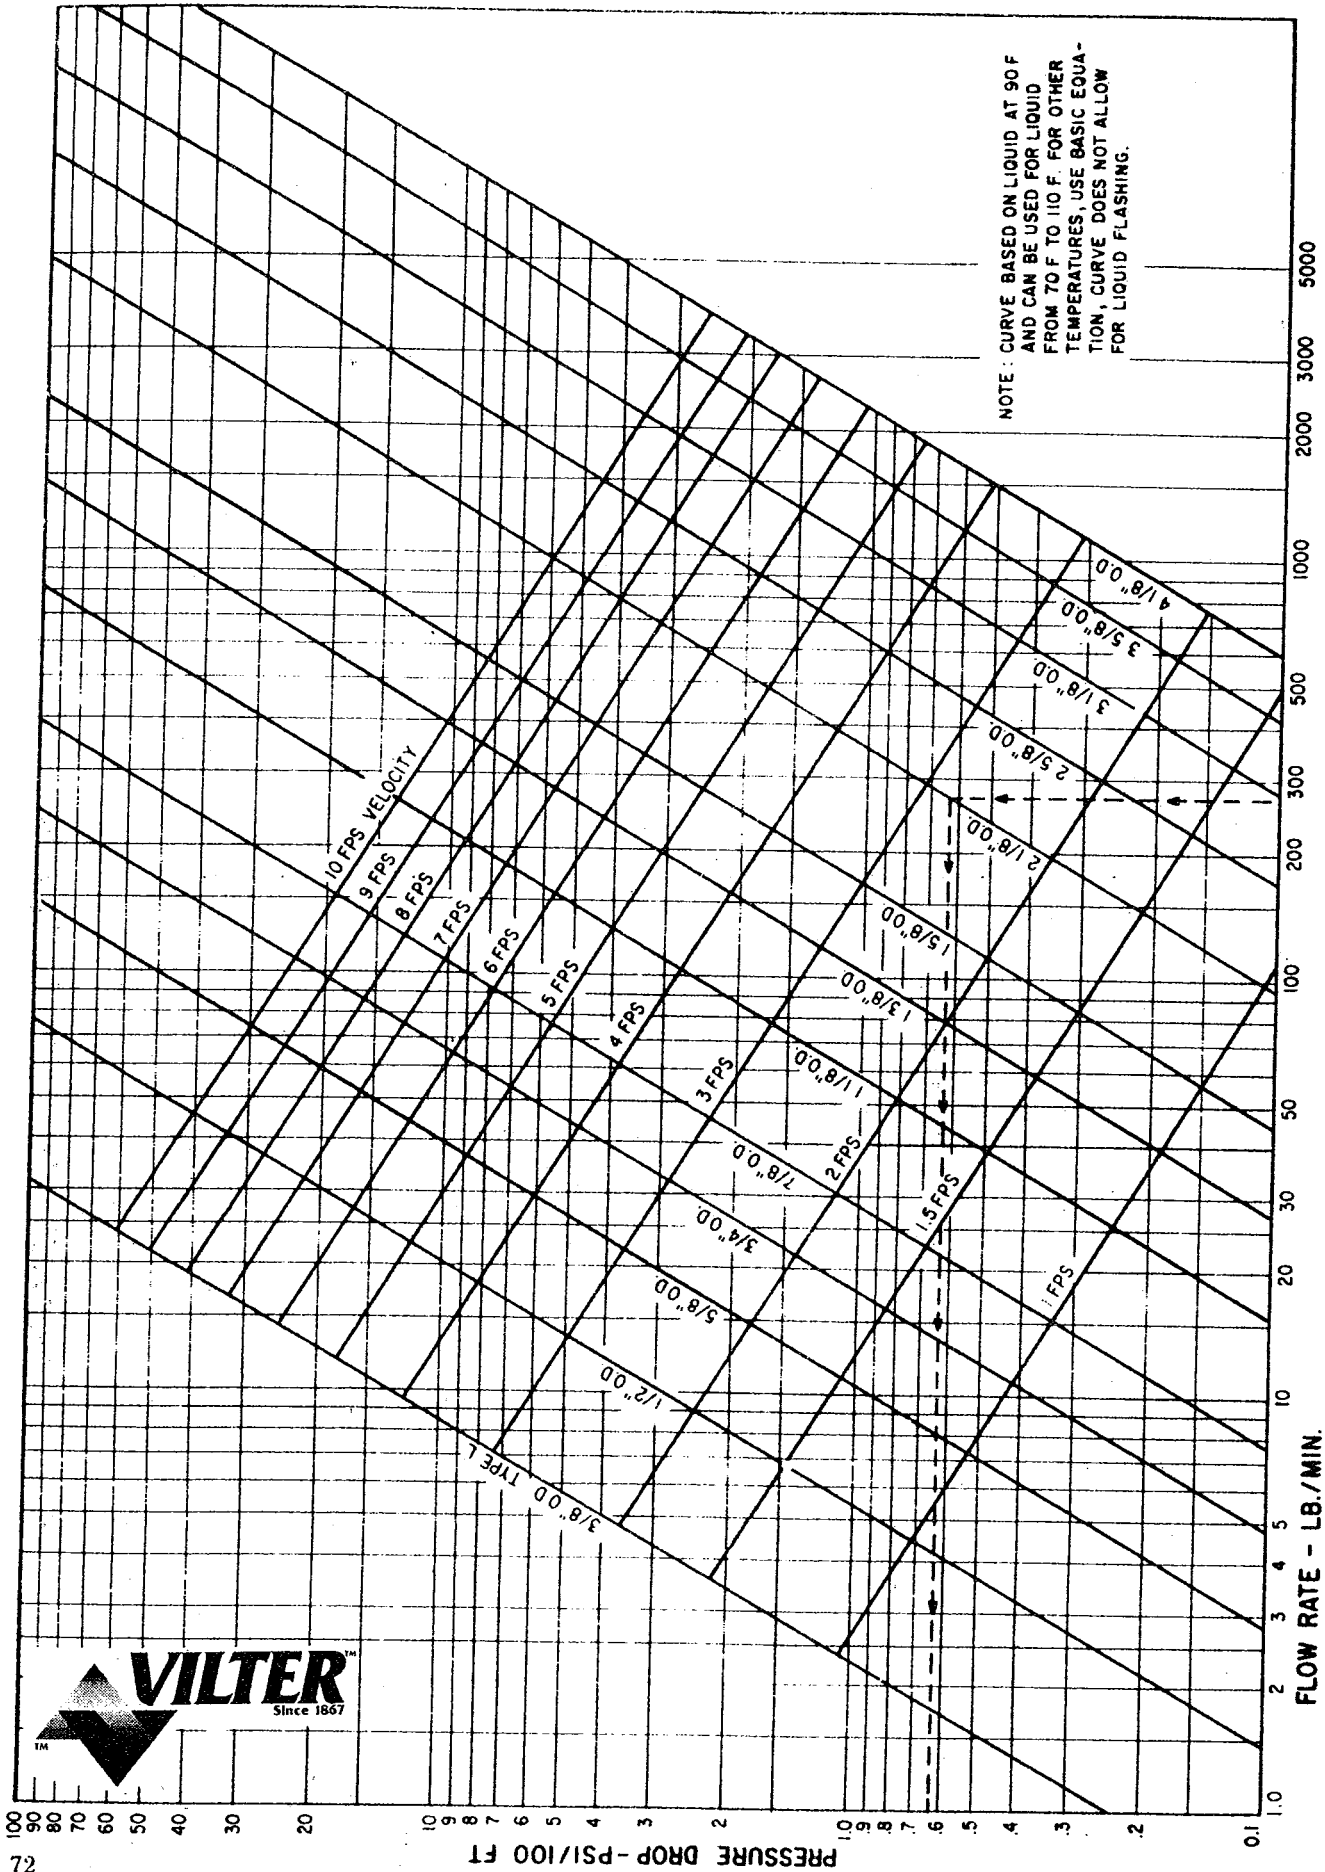 NOTE: CURVE BASED ON LIQUID AT 90 F
AND CAN BE USED FOR LIQUID
FROM 70 F TO 110 F. FOR OTHER
TEMPERATURES, USE BASIC EQUA-
TION, CURVE DOES NOT ALLOW
FOR LIQUID FLASHING.
10 FPS VELOCITY
9 FPS
8 FPS
7 FPS
6 FPS
5 FPS
4 FPS
3 FPS
2 FPS
1.5 FPS
1 FPS
3/8" O.D. TYPE L
1/2" O.D
5/8" O.D
3/4" O.D.
7/8" O.D
1 1/8" O.D
1 3/8" O.D
1 5/8" O.D
2 1/8" O.D.
2 5/8" O.D.
3 1/8" O.D
3 5/8" O.D.
4 1/8" O.D
VILTER™
Since 1867
TM
100
90
80
70
60
50
40
30
20
10
9
8
7
6
5
4
3
2
1.0
.9
.8
.7
.6
.5
.4
.3
.2
0.1
PRESSURE DROP-PSI/100 FT
1.0
2
3
4
5
10
20
30
50
100
200
300
500
1000
2000
3000
5000
FLOW RATE - LB./MIN.
72